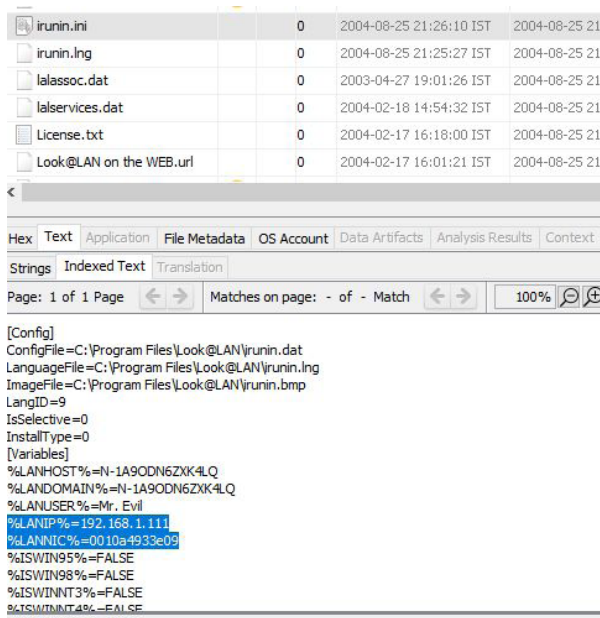 irunin.ini 0 2004-08-25 21:26:10 IST 2004-08-25 21
irunin.lng 0 2004-08-25 21:25:27 IST 2004-08-25 21
lalassoc.dat 0 2003-04-27 19:01:26 IST 2004-08-25 21
lalservices.dat 0 2004-02-18 14:54:32 IST 2004-08-25 21
License.txt 0 2004-02-17 16:18:00 IST 2004-08-25 21
Look@LAN on the WEB.url 0 2004-02-17 16:01:21 IST 2004-08-25 21
Hex Text Application File Metadata OS Account Data Artifacts Analysis Results Context
Strings Indexed Text Translation
Page: 1 of 1 Page Matches on page: - of - Match 100%
[Config]
ConfigFile=C:\Program Files\Look@LAN\irunin.dat
LanguageFile=C:\Program Files\Look@LAN\irunin.lng
ImageFile=C:\Program Files\Look@LAN\irunin.bmp
LangID=9
IsSelective=0
InstallType=0
[Variables]
%LANHOST%=N-1A9ODN6ZXK4LQ
%LANDOMAIN%=N-1A9ODN6ZXK4LQ
%LANUSER%=Mr. Evil
%LANIP%=192.168.1.111
%LANNIC%=0010a4933e09
%ISWIN95%=FALSE
%ISWIN98%=FALSE
%ISWINNT3%=FALSE
%ISWINNT4%=FALSE